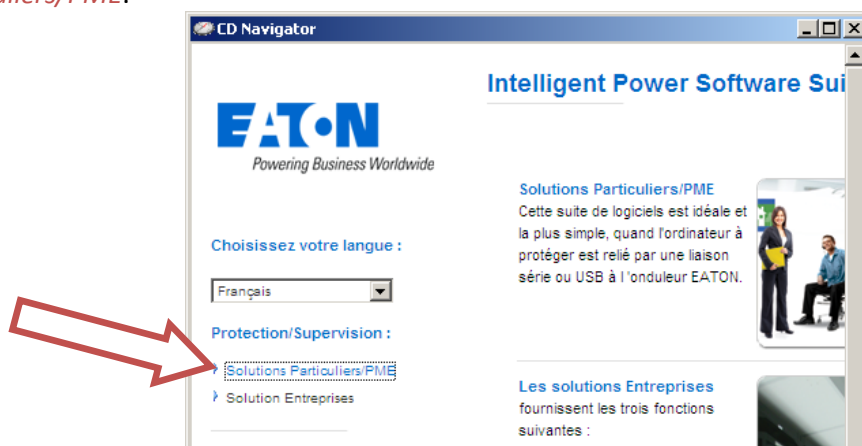 uliers/PME.
CD Navigator
Intelligent Power Software Sui
EATON
Powering Business Worldwide
Choisissez votre langue :
Français
Protection/Supervision :
Solutions Particuliers/PME
Solution Entreprises
Solutions Particuliers/PME
Cette suite de logiciels est idéale et
la plus simple, quand l'ordinateur à
protéger est relié par une liaison
série ou USB à l 'onduleur EATON.
Les solutions Entreprises
fournissent les trois fonctions
suivantes :